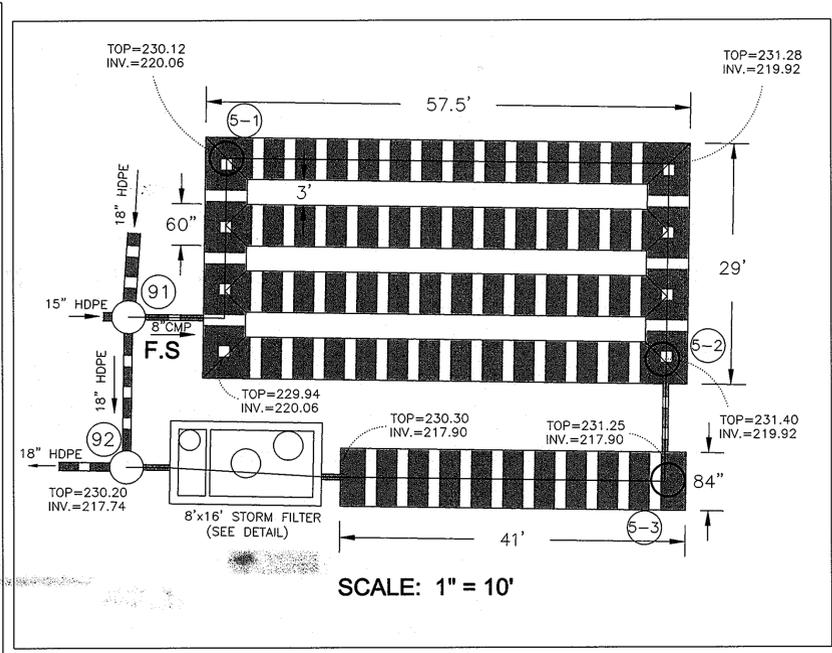 TOP=230.12
INV.=220.06
TOP=231.28
INV.=219.92
57.5'
5-1
18" HDPE
3'
60"
29'
91
15" HDPE
8"CMP
F.S
5-2
18" HDPE
TOP=229.94
INV.=220.06
TOP=230.30
INV.=217.90
TOP=231.25
INV.=217.90
TOP=231.40
INV.=219.92
92
18" HDPE
TOP=230.20
INV.=217.74
84"
8'x16' STORM FILTER
(SEE DETAIL)
5-3
41'
SCALE: 1" = 10'